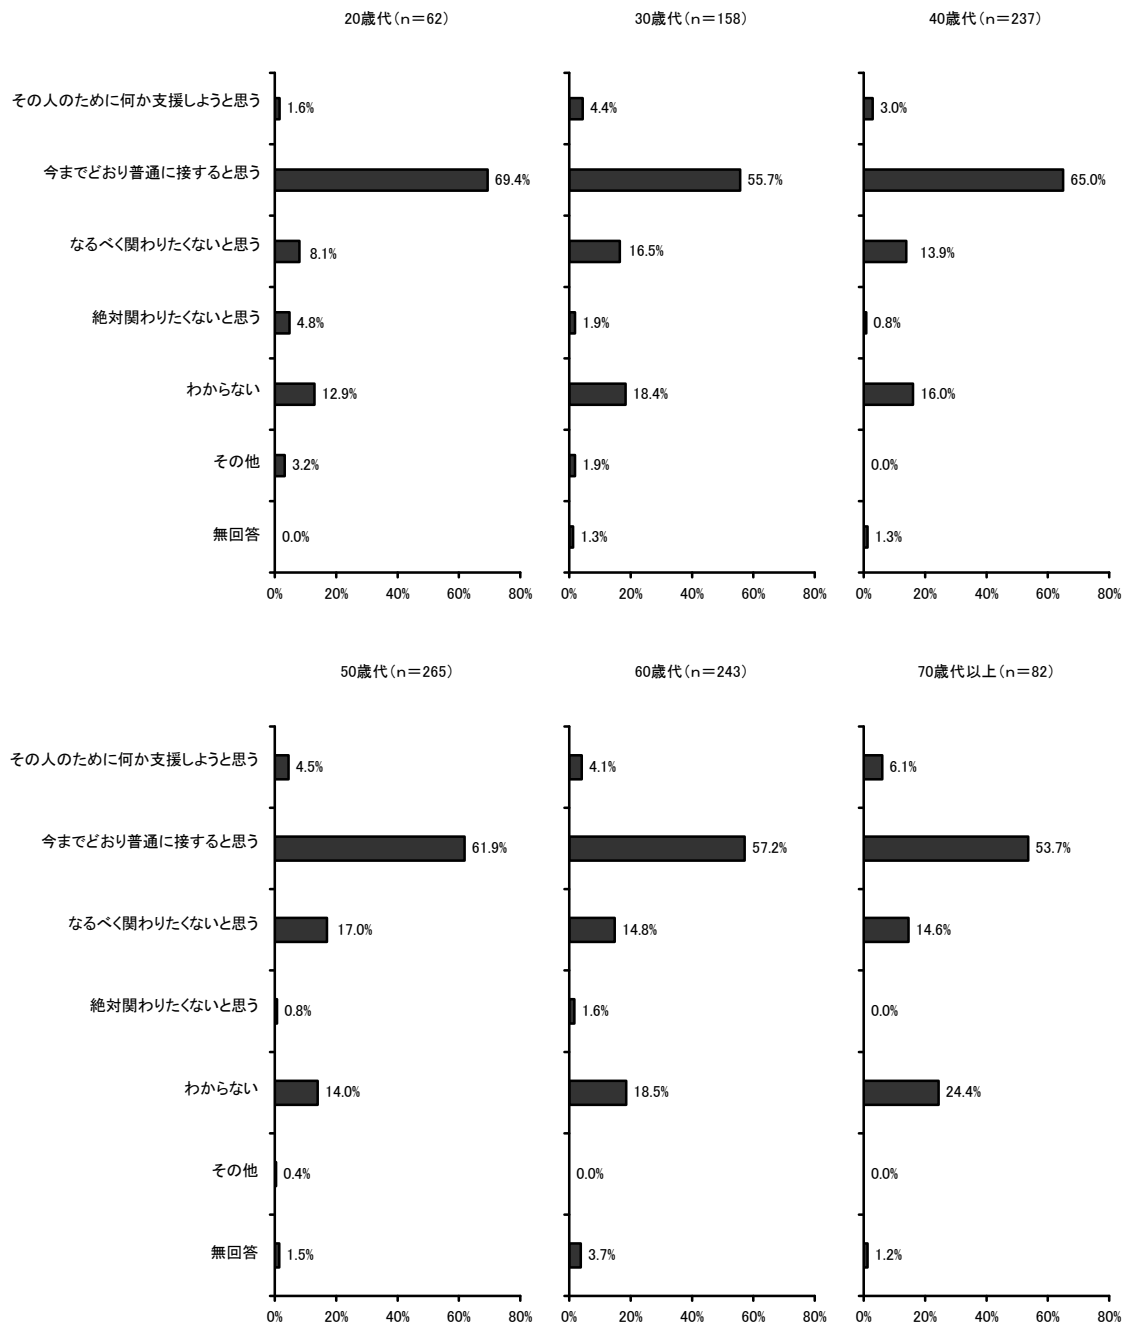 20歳代(n=62) 30歳代(n=158) 40歳代(n=237)
その人のために何か支援しようと思う 1.6% 4.4% 3.0%
今までどおり普通に接すると思う 69.4% 55.7% 65.0%
なるべく関わりたくないと思う 8.1% 16.5% 13.9%
絶対関わりたくないと思う 4.8% 1.9% 0.8%
わからない 12.9% 18.4% 16.0%
その他 3.2% 1.9% 0.0%
無回答 0.0% 1.3% 1.3%
0% 20% 40% 60% 80% 0% 20% 40% 60% 80% 0% 20% 40% 60% 80%
50歳代(n=265) 60歳代(n=243) 70歳代以上(n=82)
その人のために何か支援しようと思う 4.5% 4.1% 6.1%
今までどおり普通に接すると思う 61.9% 57.2% 53.7%
なるべく関わりたくないと思う 17.0% 14.8% 14.6%
絶対関わりたくないと思う 0.8% 1.6% 0.0%
わからない 14.0% 18.5% 24.4%
その他 0.4% 0.0% 0.0%
無回答 1.5% 3.7% 1.2%
0% 20% 40% 60% 80% 0% 20% 40% 60% 80% 0% 20% 40% 60% 80%